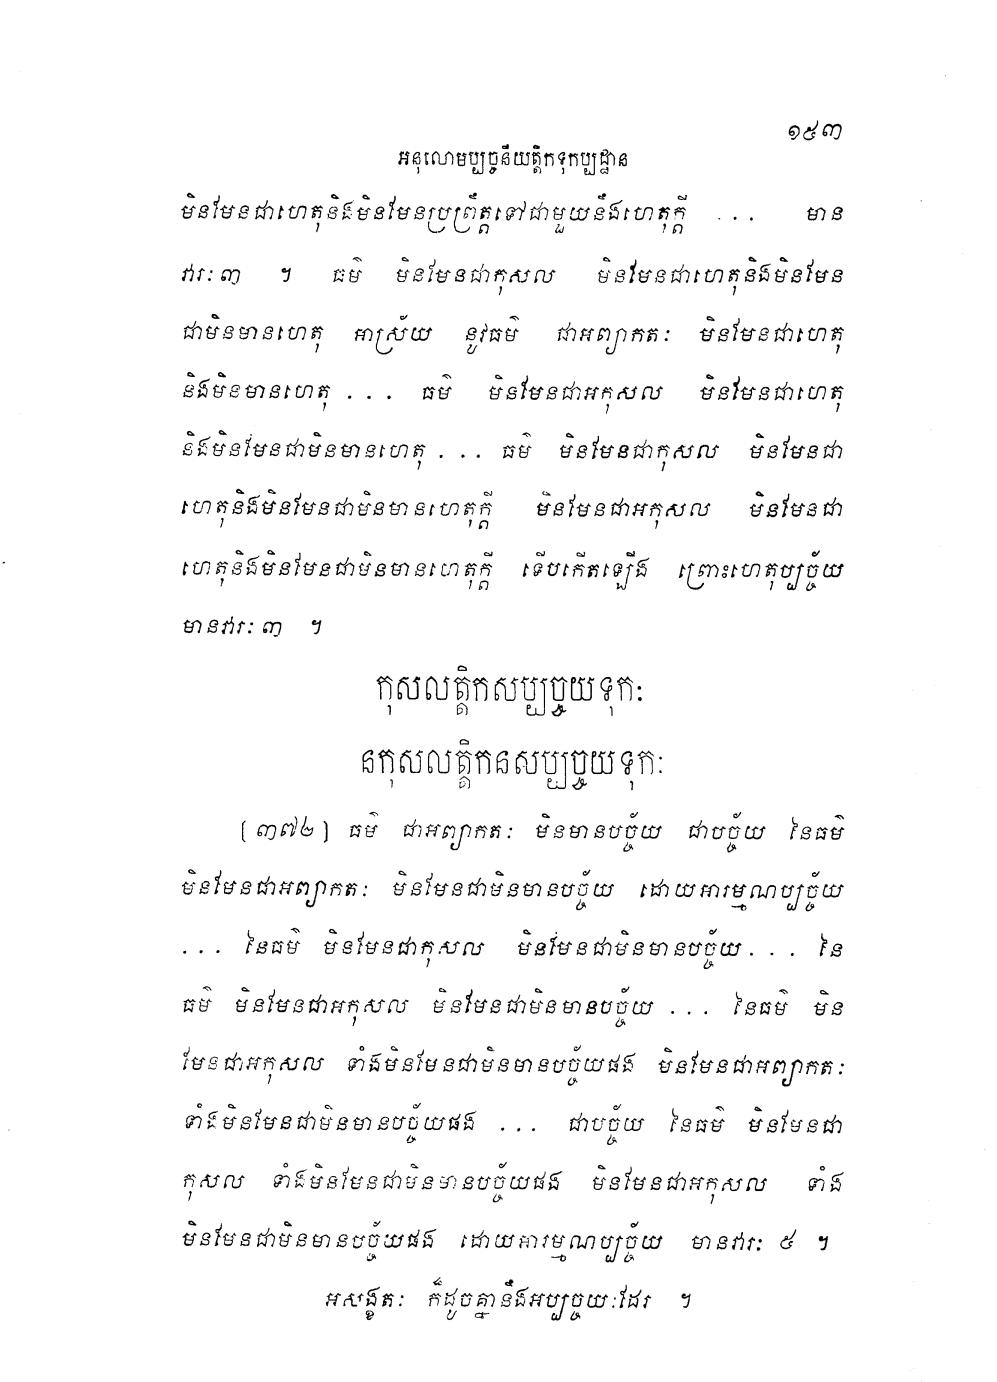 ១៥៣
អនុលោមប្បច្ចនីយត្តិកទុកប្បដ្ឋាន
មិនមែនជាហេតុនិងមិនមែនប្រព្រឹត្តទៅជាមួយនឹងហេតុក្តី ... មាន
វារៈ ៣ ។ ធម៌ មិនមែនជាកុសល មិនមែនជាហេតុនិងមិនមែន
ជាមិនមានហេតុ អាស្រ័យ នូវធម៌ ជាអព្យាកតៈ មិនមែនជាហេតុ
និងមិនមានហេតុ ... ធម៌ មិនមែនជាអកុសល មិនមែនជាហេតុ
និងមិនមែនជាមិនមានហេតុ ... ធម៌ មិនមែនជាកុសល មិនមែនជា
ហេតុនិងមិនមែនជាមិនមានហេតុក្តី មិនមែនជាអកុសល មិនមែនជា
ហេតុនិងមិនមែនជាមិនមានហេតុក្តី ទើបកើតឡើង ព្រោះហេតុប្បច្ច័យ
មានវារៈ ៣ ។
កុសលត្តិកសប្បច្ចយទុកៈ
នកុសលត្តិកនសប្បច្ចយទុកៈ
[៣៧២] ធម៌ ជាអព្យាកតៈ មិនមានបច្ច័យ ជាបច្ច័យ នៃធម៌
មិនមែនជាអព្យាកតៈ មិនមែនជាមិនមានបច្ច័យ ដោយអារម្មណប្បច្ច័យ
... នៃធម៌ មិនមែនជាកុសល មិនមែនជាមិនមានបច្ច័យ ... នៃ
ធម៌ មិនមែនជាអកុសល មិនមែនជាមិនមានបច្ច័យ ... នៃធម៌ មិន
មែនជាអកុសល ទាំងមិនមែនជាមិនមានបច្ច័យផង មិនមែនជាអព្យាកតៈ
ទាំងមិនមែនជាមិនមានបច្ច័យផង ... ជាបច្ច័យ នៃធម៌ មិនមែនជា
កុសល ទាំងមិនមែនជាមិនមានបច្ច័យផង មិនមែនជាអកុសល ទាំង
មិនមែនជាមិនមានបច្ច័យផង ដោយអារម្មណប្បច្ច័យ មានវារៈ ៥ ។
អសង្ខតៈ ក៏ដូចគ្នានឹងអប្បច្ចយៈដែរ ។